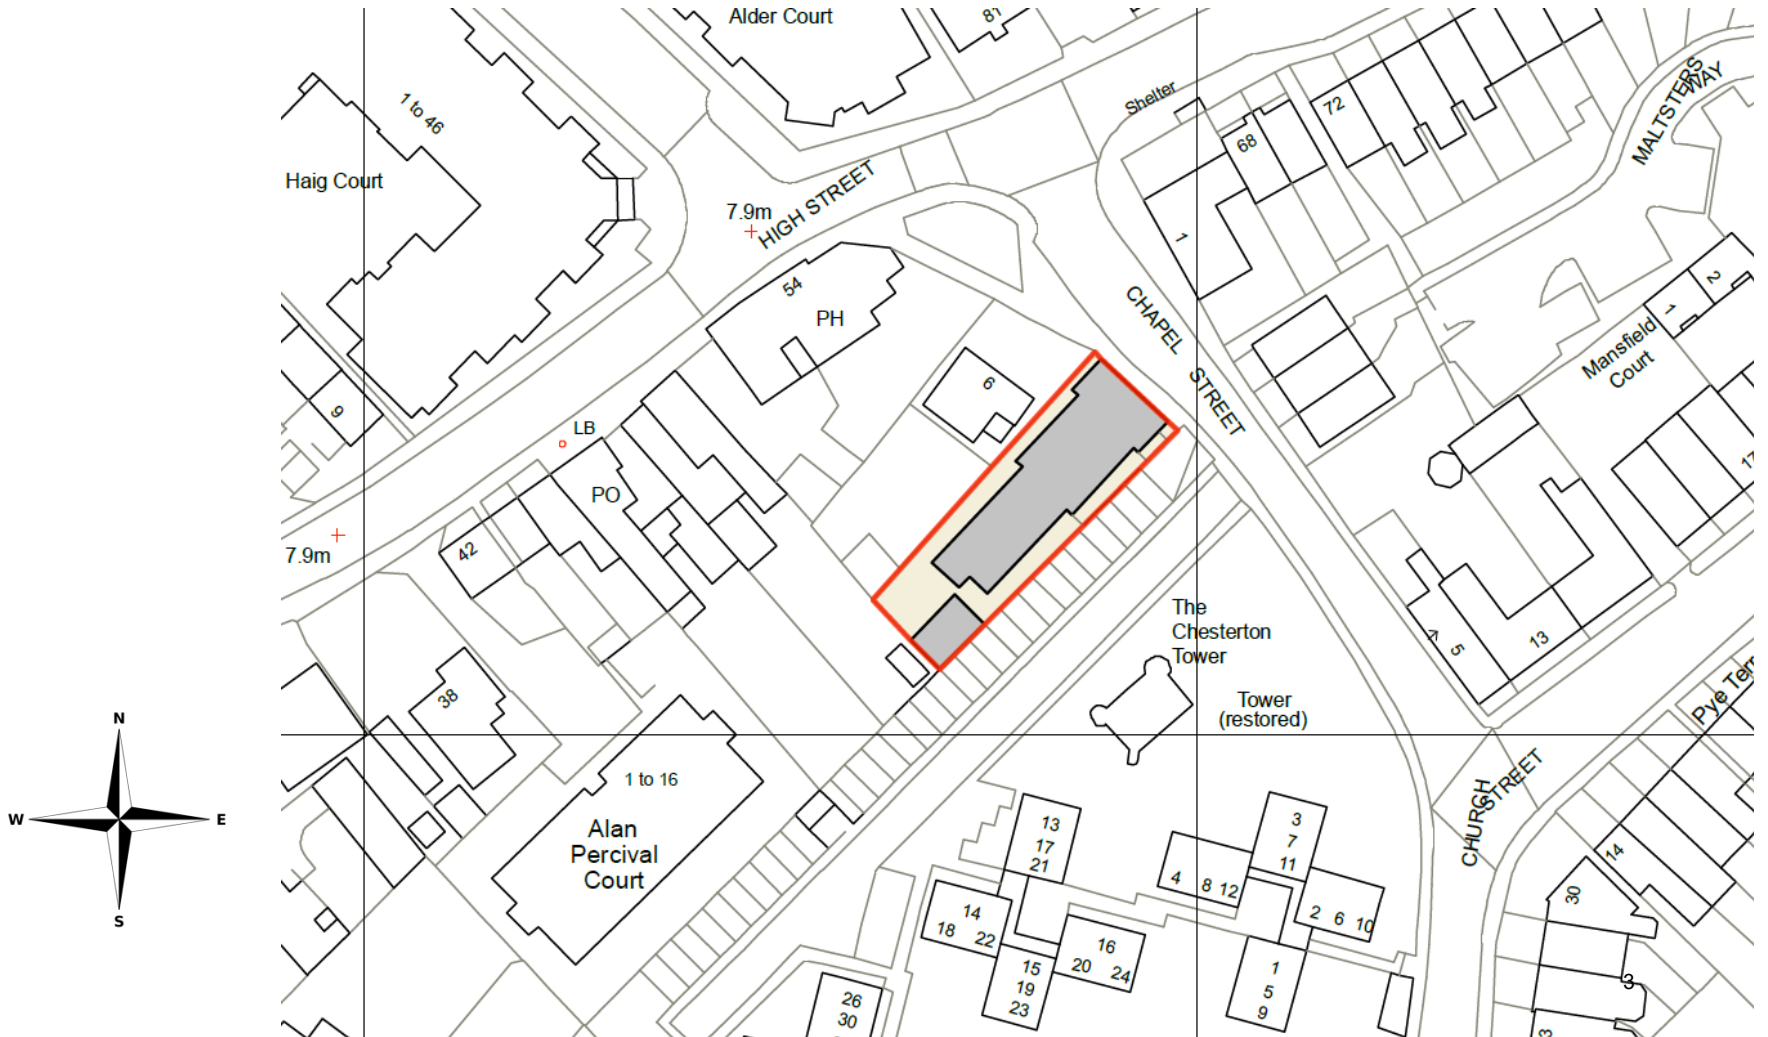 Alder Court
81
1 to 46
Shelter
MALTSTERS
WAY
72
68
Haig Court
7.9m
HIGH STREET
1
54
PH
CHAPEL
STREET
2
1
Mansfield
Court
6
9
LB
PO
17
42
7.9m
The
Chesterton
Tower
5
13
Tower
(restored)
38
Pye Terr
N
W
E
S
1 to 16
Alan
Percival
Court
CHURCH
STREET
13
17
21
3
7
11
4
8
12
14
30
14
18
22
2
6
10
16
20
24
15
19
23
1
5
9
26
30
3
3